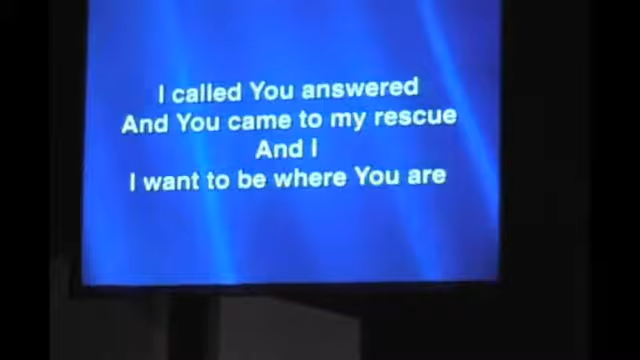 I called You answered
And You came to my rescue
And I
I want to be where You are